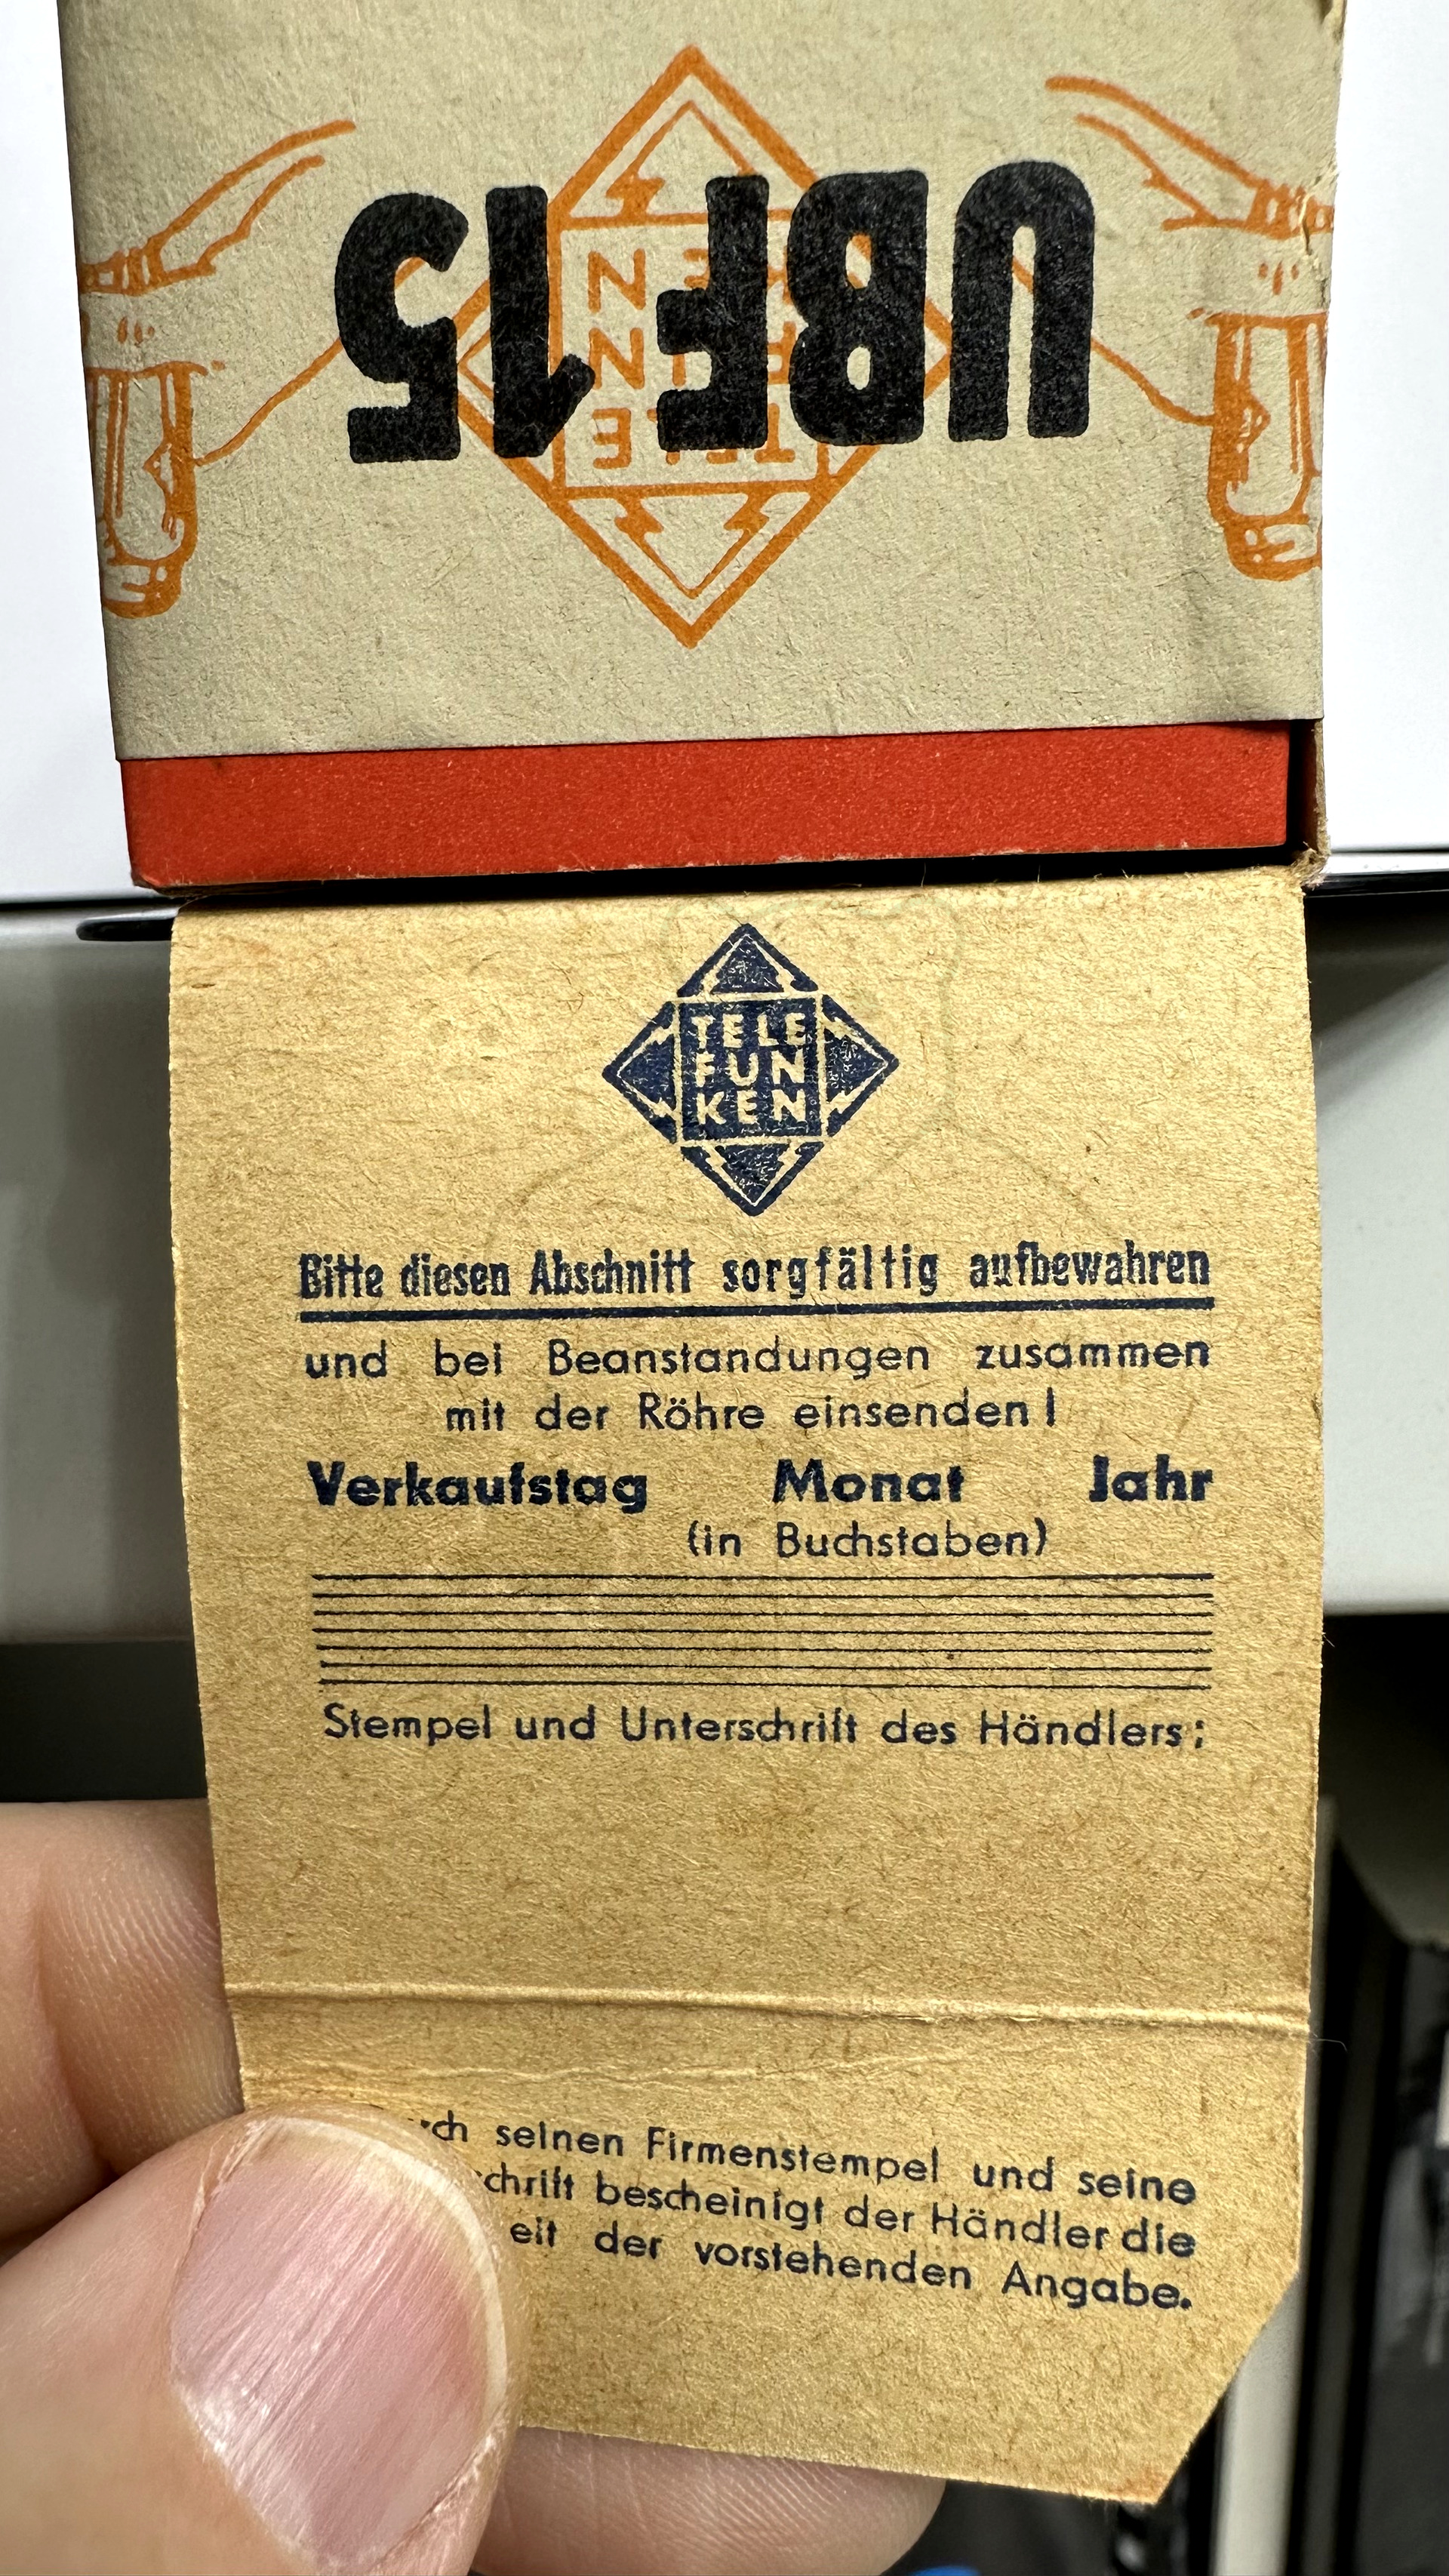 UBF15
TELE
FUN
KEN
Bitte diesen Abschnitt sorgfältig aufbewahren
und bei Beanstandungen zusammen
mit der Röhre einsenden!
Verkaufstag Monat Jahr
(in Buchstaben)
Stempel und Unterschrift des Händlers:
seinen Firmenstempel und seine
bescheinigt der Händler die
der vorstehenden Angabe.